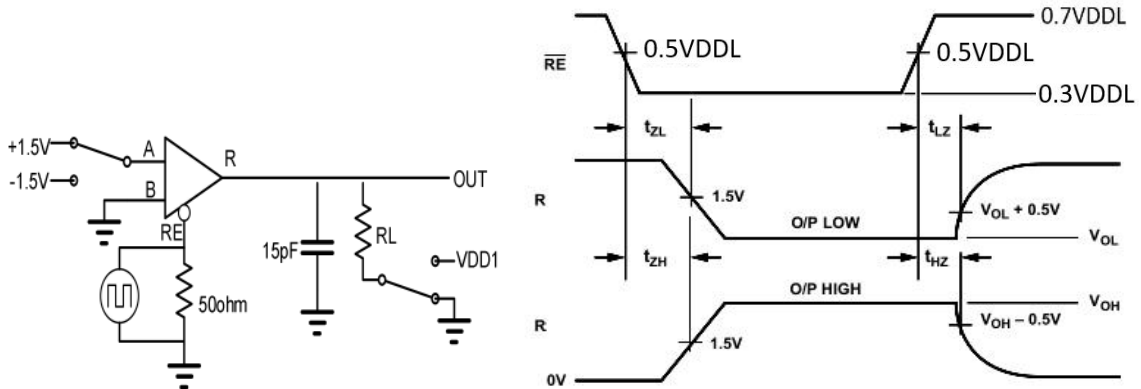 +1.5V
-1.5V
A
B
R
RE
OUT
15pF
RL
VDD1
50ohm
RE
0.5VDDL
0.5VDDL
0.7VDDL
0.3VDDL
tZL
tLZ
R
1.5V
O/P LOW
VOL + 0.5V
VOL
tZH
tHZ
O/P HIGH
VOH
R
1.5V
VOH – 0.5V
0V